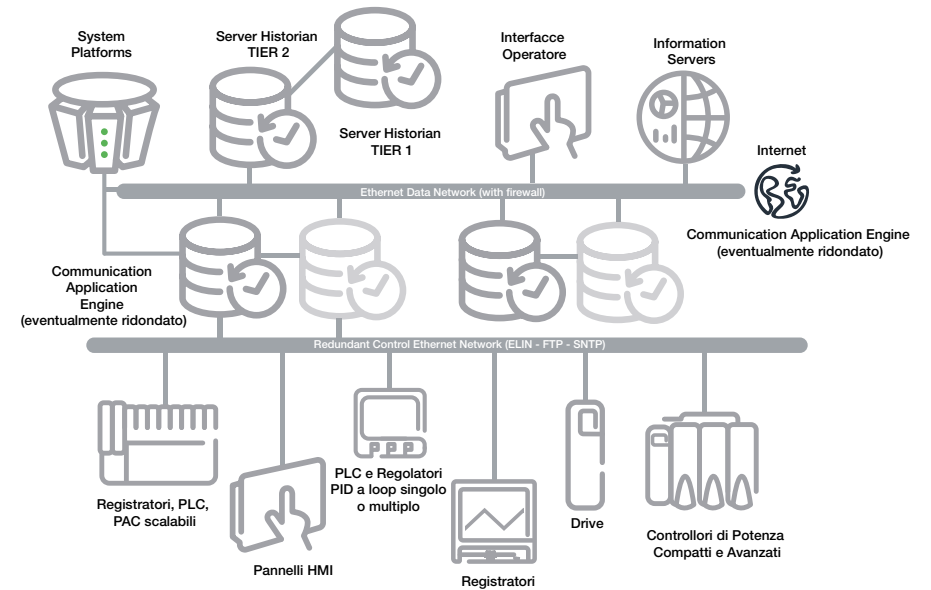 System
Platforms
Server Historian
TIER 2
Server Historian
TIER 1
Interfacce
Operatore
Information
Servers
Internet
Ethernet Data Network (with firewall)
Communication Application Engine
(eventualmente ridondato)
Communication
Application
Engine
(eventualmente ridondato)
Redundant Control Ethernet Network (ELIN - FTP - SNTP)
Registratori, PLC,
PAC scalabili
Pannelli HMI
PLC e Regolatori
PID a loop singolo
o multiplo
Registratori
Drive
Controllori di Potenza
Compatti e Avanzati